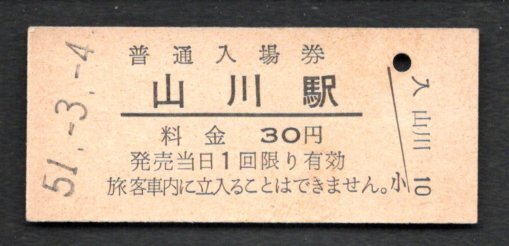 普通入場券
山川駅
料金 30円
発売当日1回限り有効
旅客車内に立入ることはできません。
51.-3.-4
入 山川 10
小